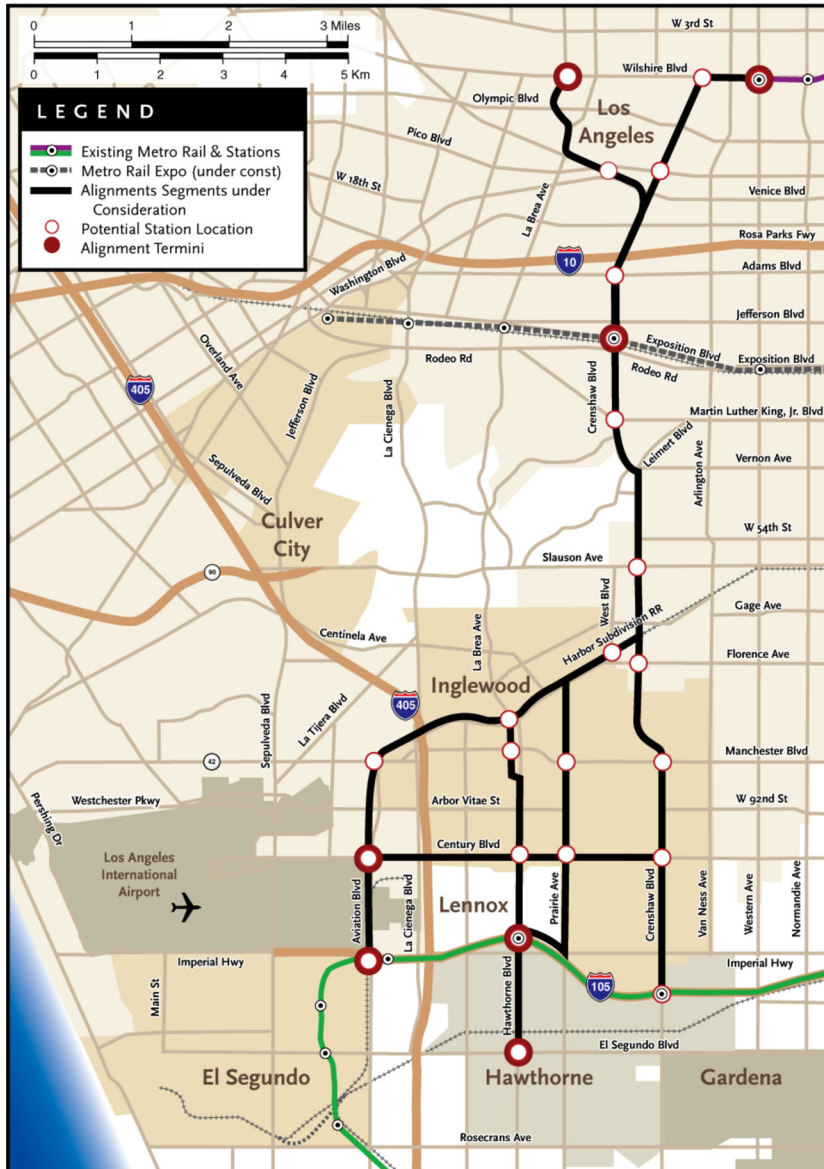 0 1 2 3 Miles
0 1 2 3 4 5 Km
LEGEND
Existing Metro Rail & Stations
Metro Rail Expo (under const)
Alignments Segments under
Consideration
Potential Station Location
Alignment Termini
W 3rd St
Wilshire Blvd
Olympic Blvd
Los
Angeles
Pico Blvd
W 18th St
La Brea Ave
Venice Blvd
Rosa Parks Fwy
10
Washington Blvd
Adams Blvd
Jefferson Blvd
Exposition Blvd
Exposition Blvd
Rodeo Rd
Rodeo Rd
Overland Ave
405
Jefferson Blvd
La Cienega Blvd
Crenshaw Blvd
Martin Luther King, Jr. Blvd
Leimert Blvd
Arlington Ave
Vernon Ave
Sepulveda Blvd
Culver
City
W 54th St
Slauson Ave
90
West Blvd
Gage Ave
Harbor Subdivision RR
Centinela Ave
La Brea Ave
Florence Ave
Inglewood
405
Sepulveda Blvd
La Tijera Blvd
42
Manchester Blvd
Pershing Dr
Westchester Pkwy
Arbor Vitae St
W 92nd St
Century Blvd
Los Angeles
International
Airport
Aviation Blvd
La Cienega Blvd
Lennox
Prairie Ave
Crenshaw Blvd
Van Ness Ave
Western Ave
Normandie Ave
Imperial Hwy
Imperial Hwy
Main St
Hawthorne Blvd
105
El Segundo Blvd
El Segundo
Hawthorne
Gardena
Rosecrans Ave